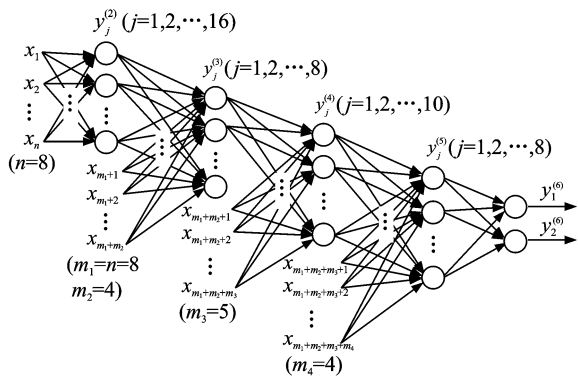 y_j^(2) (j=1,2,⋯,16)
x_1
x_2
⋮
x_n
(n=8)
y_j^(3) (j=1,2,⋯,8)
x_{m_1+1}
x_{m_1+2}
⋮
x_{m_1+m_2}
(m_1=n=8
m_2=4)
y_j^(4) (j=1,2,⋯,10)
x_{m_1+m_2+1}
x_{m_1+m_2+2}
⋮
x_{m_1+m_2+m_3}
(m_3=5)
y_j^(5) (j=1,2,⋯,8)
x_{m_1+m_2+m_3+1}
x_{m_1+m_2+m_3+2}
⋮
x_{m_1+m_2+m_3+m_4}
(m_4=4)
y_1^(6)
y_2^(6)